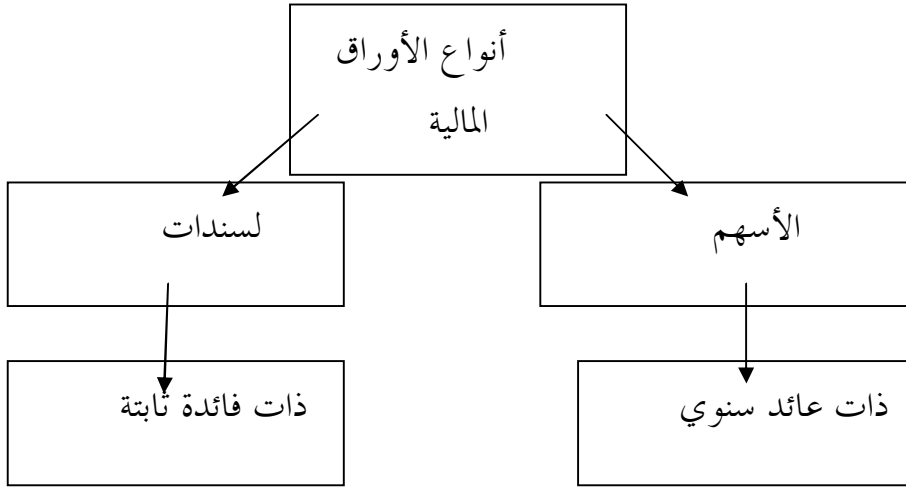 أنواع الأوراق
المالية
الأسهم
لسندات
ذات عائد سنوي
ذات فائدة ثابتة